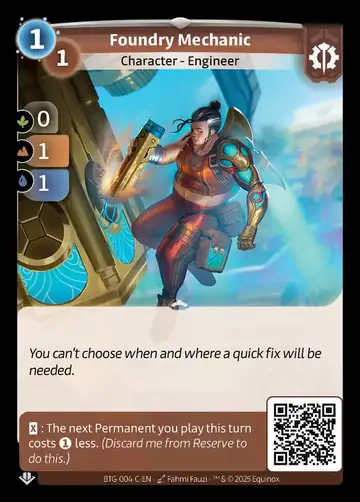 1
Foundry Mechanic
1
Character - Engineer
0
1
1
You can't choose when and where a quick fix will be
needed.
X : The next Permanent you play this turn
costs 1 less. (Discard me from Reserve to
do this.)
BTG-004-C-EN - Fahmi Fauzi - ™ & © 2025 Equinox